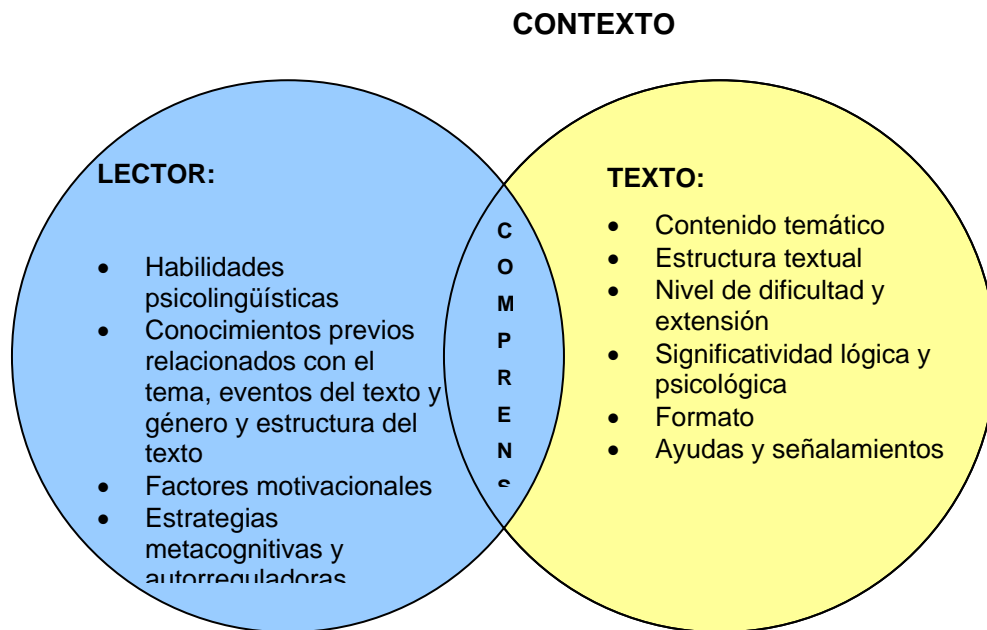 CONTEXTO
LECTOR:
• Habilidades
psicolingüísticas
• Conocimientos previos
relacionados con el
tema, eventos del texto y
género y estructura del
texto
• Factores motivacionales
• Estrategias
metacognitivas y
autorreguladoras
C
O
M
P
R
E
N
S
TEXTO:
• Contenido temático
• Estructura textual
• Nivel de dificultad y
extensión
• Significatividad lógica y
psicológica
• Formato
• Ayudas y señalamientos